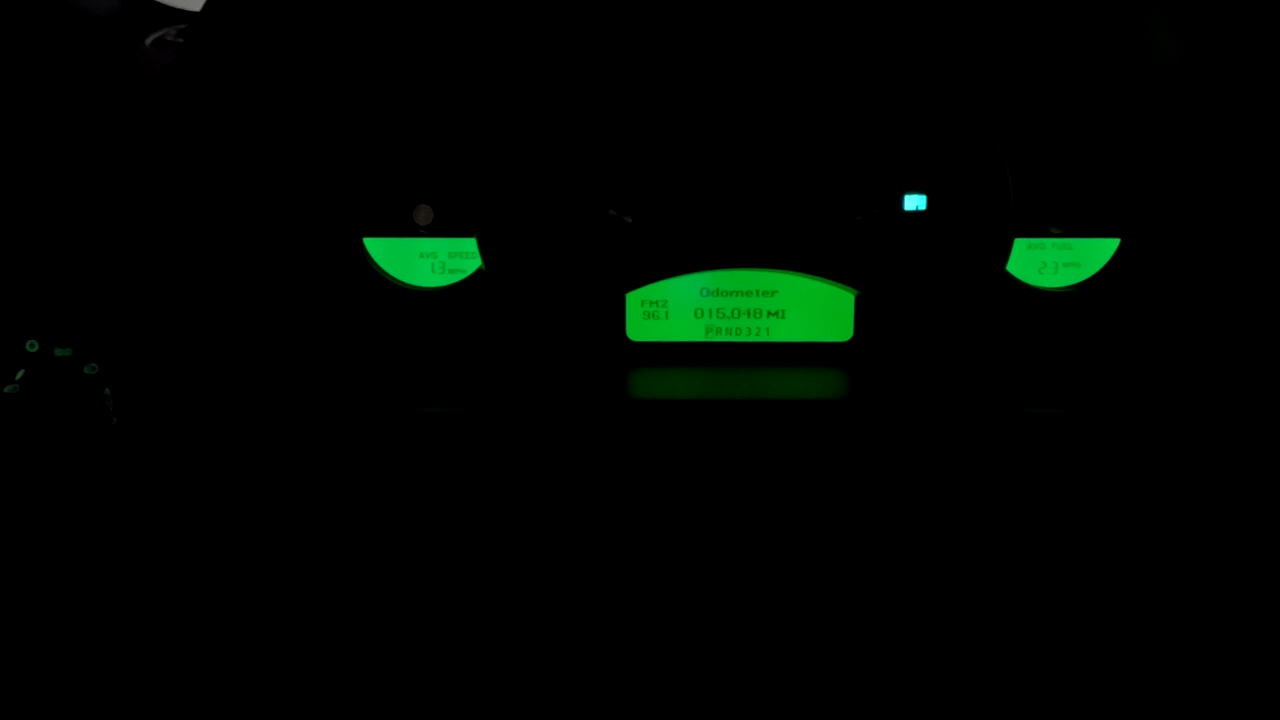 AVG SPEED
13 MPH
Odometer
FM2
96.1
015,048 MI
PRND321
AVG FUEL
23 MPG